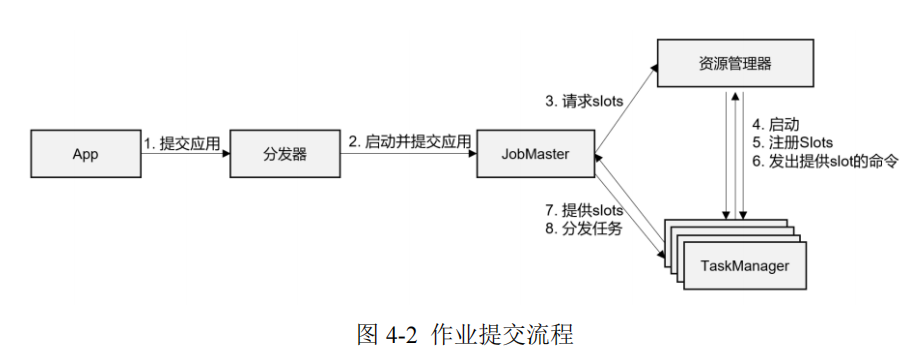 资源管理器
3. 请求slots
4. 启动
5. 注册Slots
6. 发出提供slot的命令
1. 提交应用
2. 启动并提交应用
App
分发器
JobMaster
7. 提供slots
8. 分发任务
TaskManager
图 4-2 作业提交流程